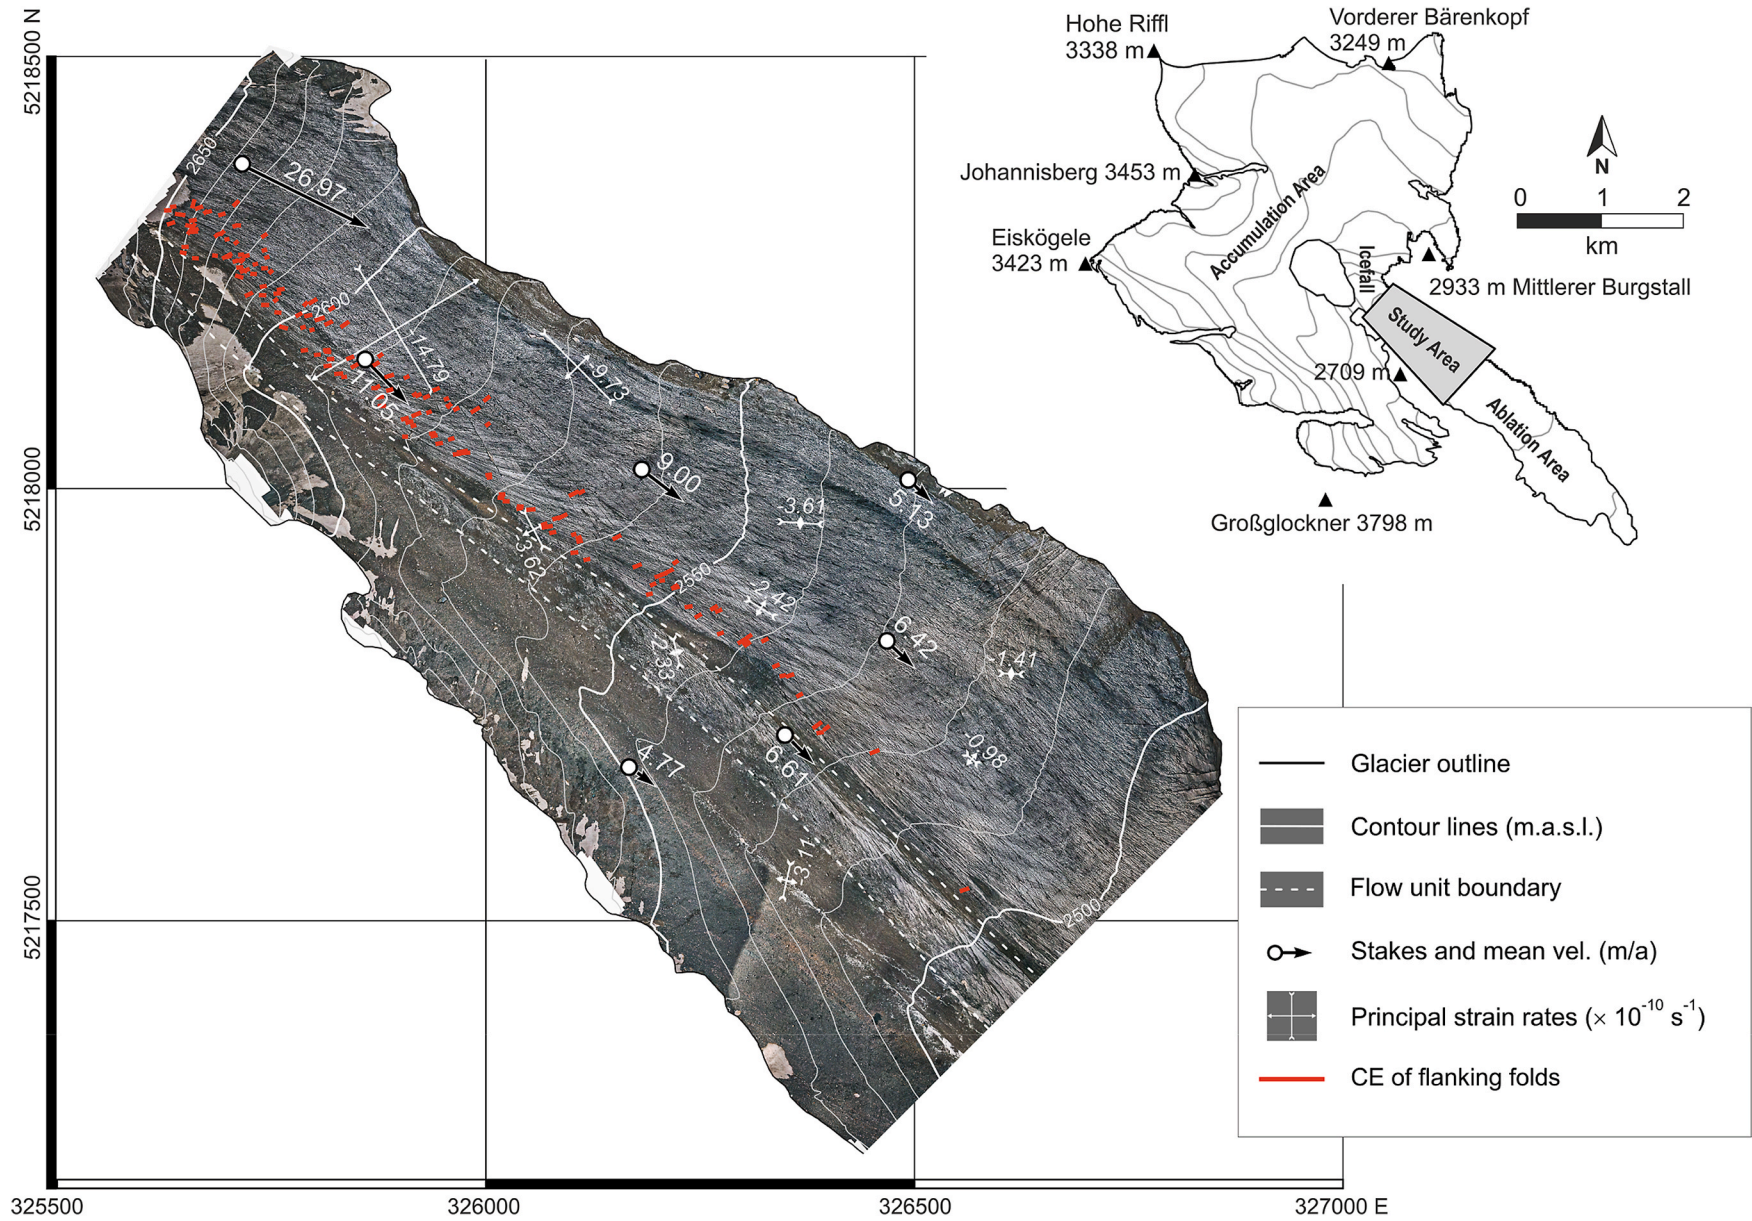 5218500 N
5218000
5217500
325500
326000
326500
327000 E
2650
26.97
2600
14.79
11.05
-9.73
9.00
5.13
-3.61
-3.62
2550
-2.42
6.42
-2.33
-1.41
6.61
-0.98
4.77
-3.11
2500
Hohe Riffl
3338 m
Vorderer Bärenkopf
3249 m
Johannisberg 3453 m
Eiskögele
3423 m
Accumulation Area
Icefall
2933 m Mittlerer Burgstall
Study Area
2709 m
Ablation Area
Großglockner 3798 m
N
0 1 2
km
Glacier outline
Contour lines (m.a.s.l.)
Flow unit boundary
Stakes and mean vel. (m/a)
Principal strain rates (× 10⁻¹⁰ s⁻¹)
CE of flanking folds